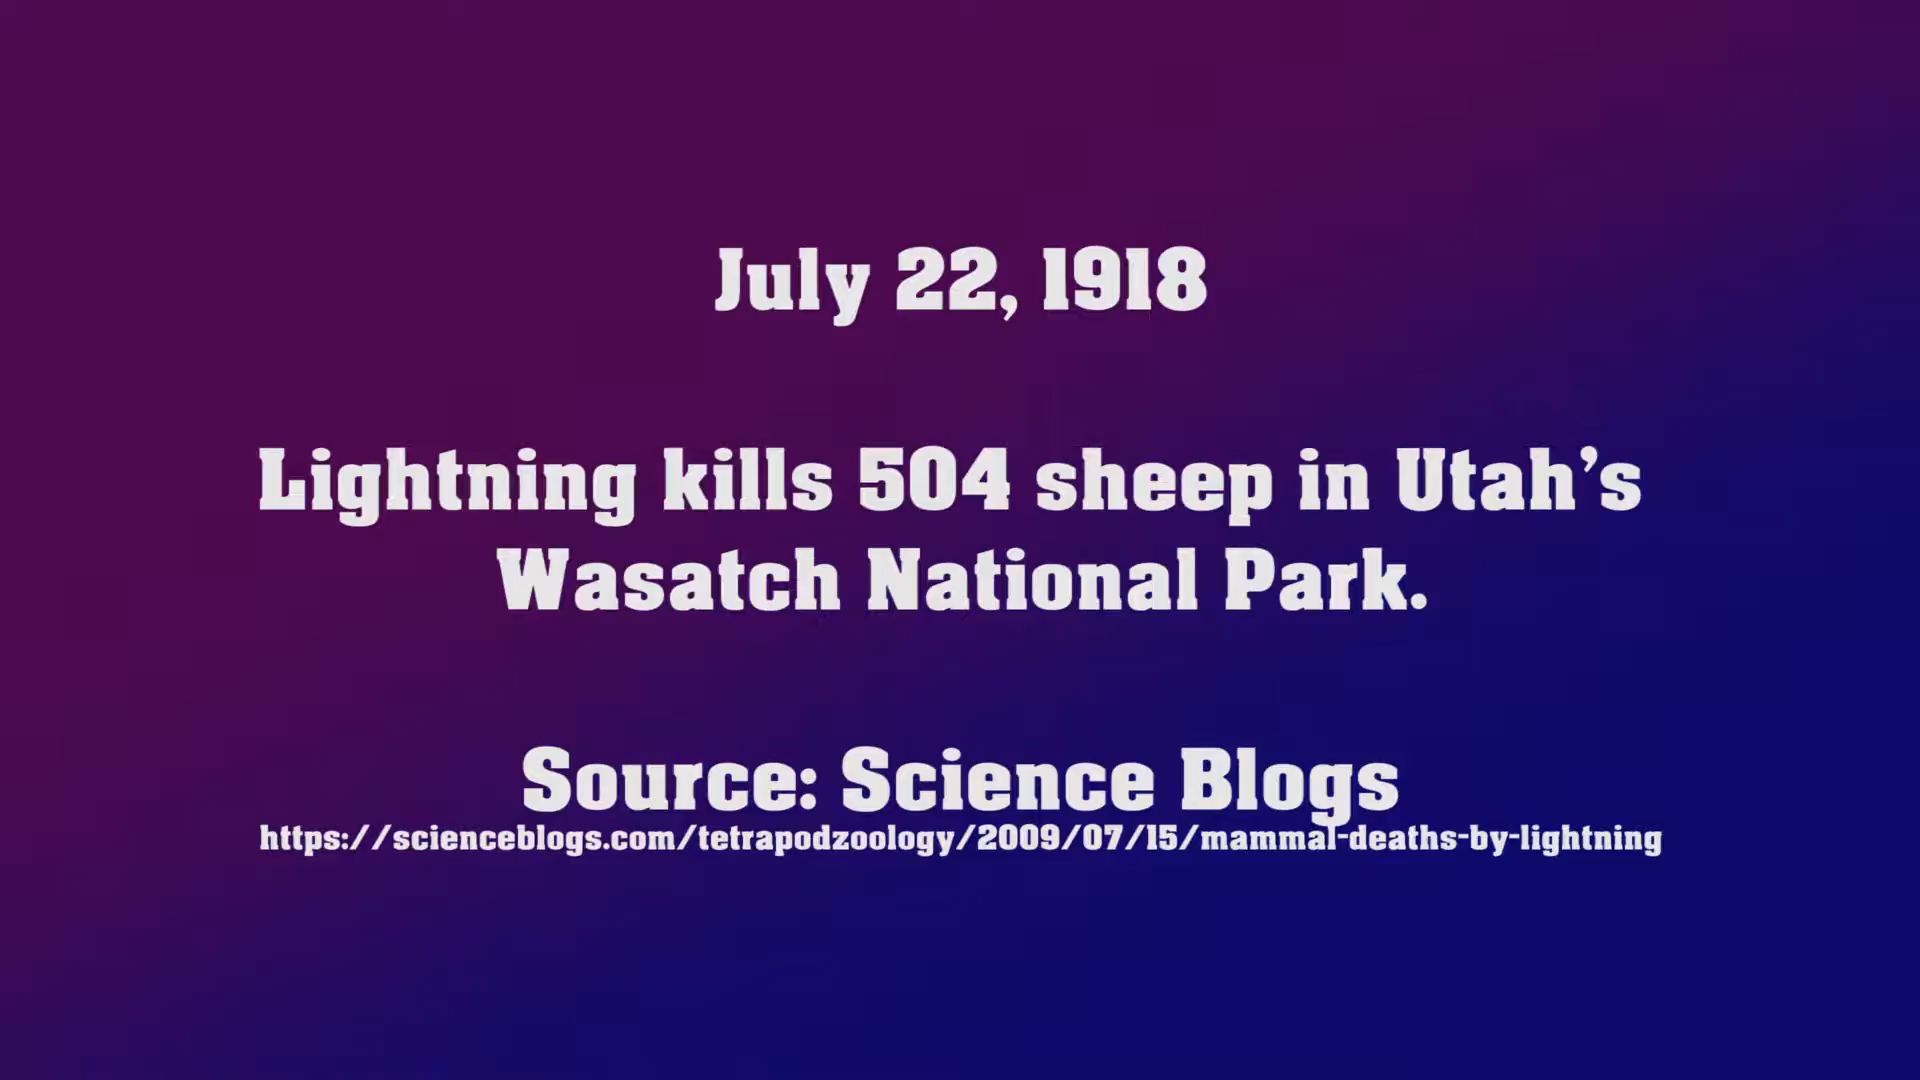 July 22, 1918
Lightning kills 504 sheep in Utah’s
Wasatch National Park.
Source: Science Blogs
https://scienceblogs.com/tetrapodzoology/2009/07/15/mammal-deaths-by-lightning